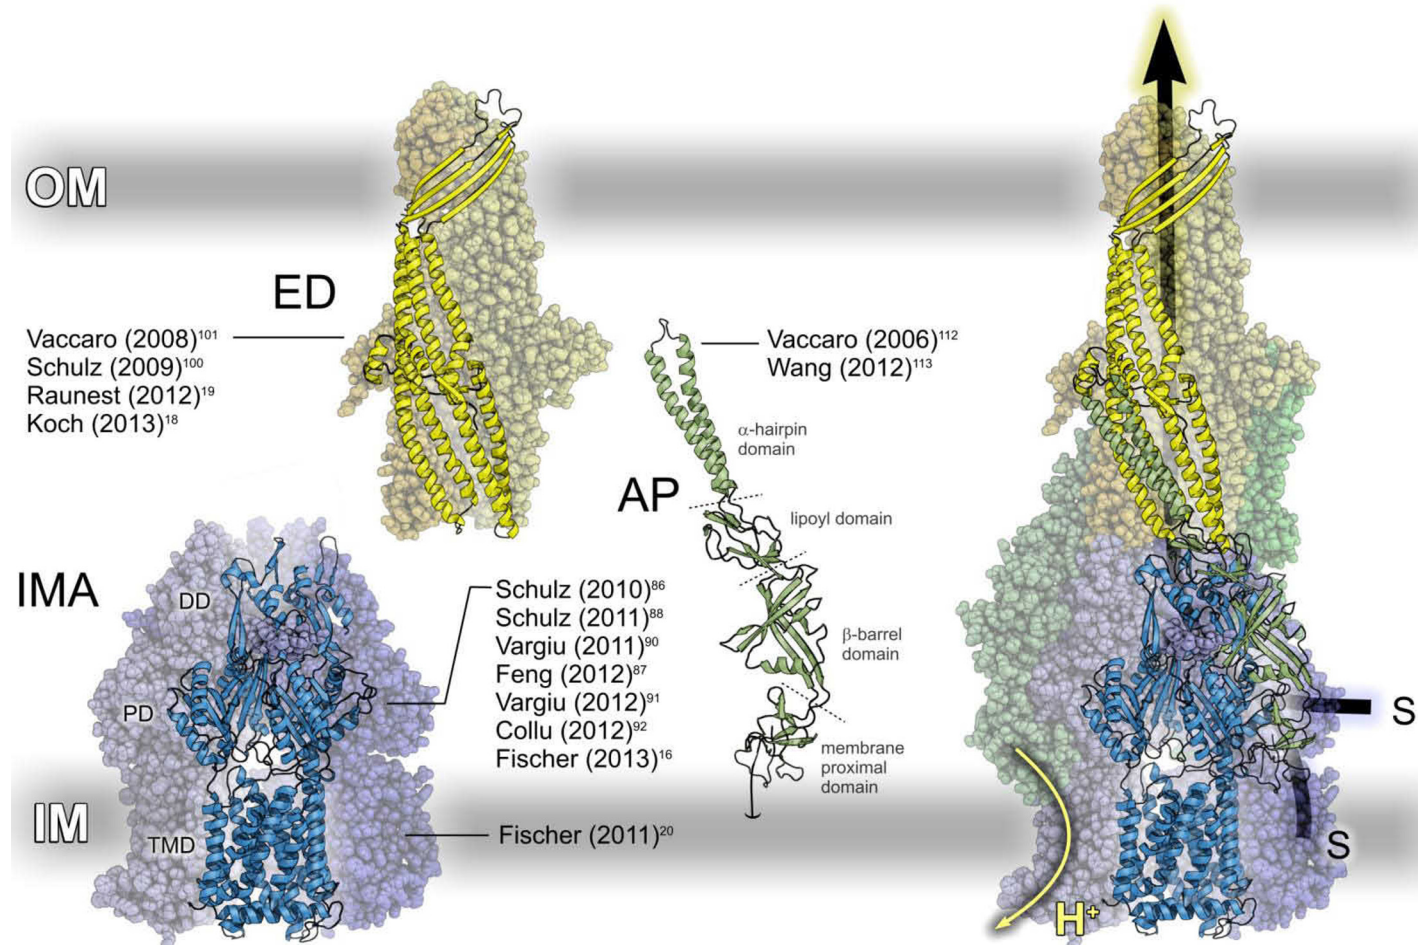 OM
ED
Vaccaro (2008)101
Schulz (2009)100
Raunest (2012)19
Koch (2013)18
Vaccaro (2006)112
Wang (2012)113
α-hairpin
domain
AP
lipoyl domain
IMA
DD
Schulz (2010)86
Schulz (2011)88
Vargiu (2011)90
Feng (2012)87
Vargiu (2012)91
Collu (2012)92
Fischer (2013)16
β-barrel
domain
PD
membrane
proximal
domain
IM
TMD
Fischer (2011)20
S
S
H+